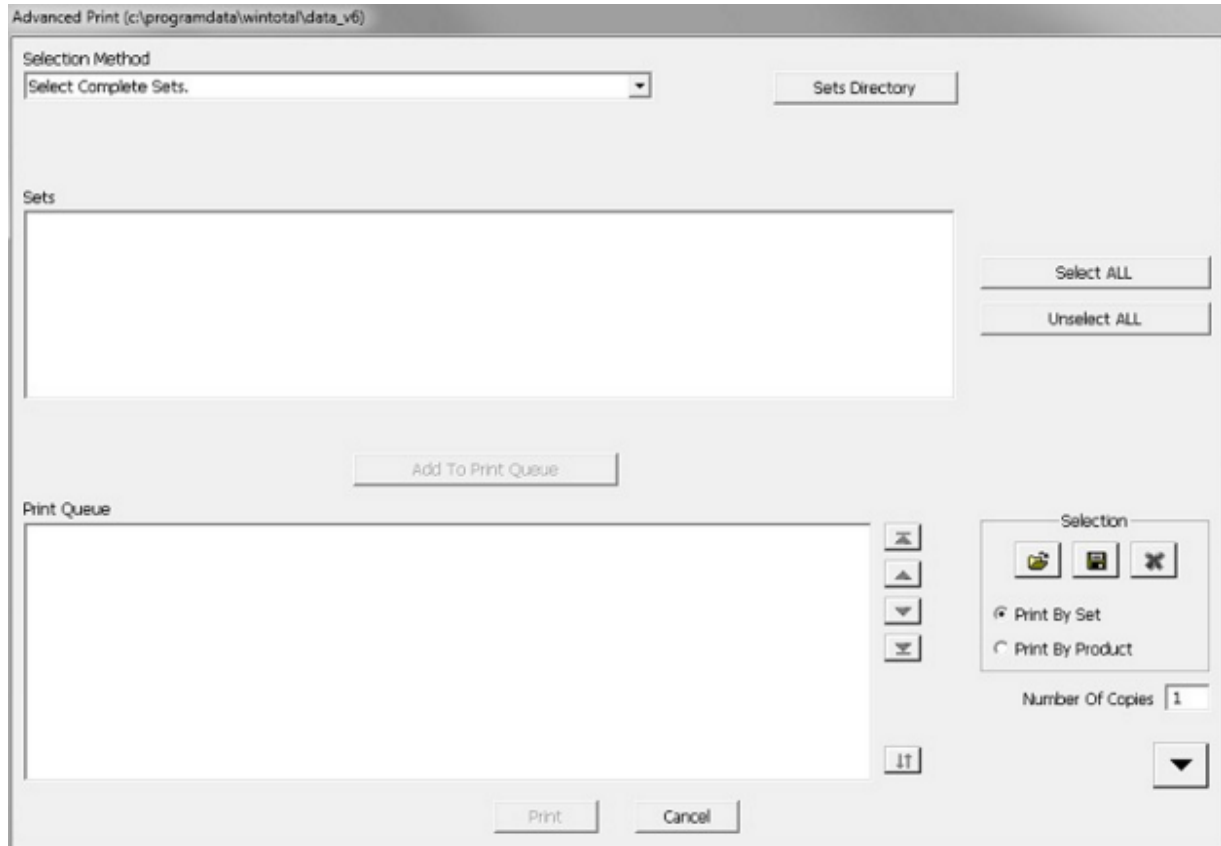 Advanced Print (c:\programdata\wintotal\data_v6)
Selection Method
Select Complete Sets.
Sets Directory
Sets
Select ALL
Unselect ALL
Add To Print Queue
Print Queue
Selection
Print By Set
Print By Product
Number Of Copies 1
Print
Cancel